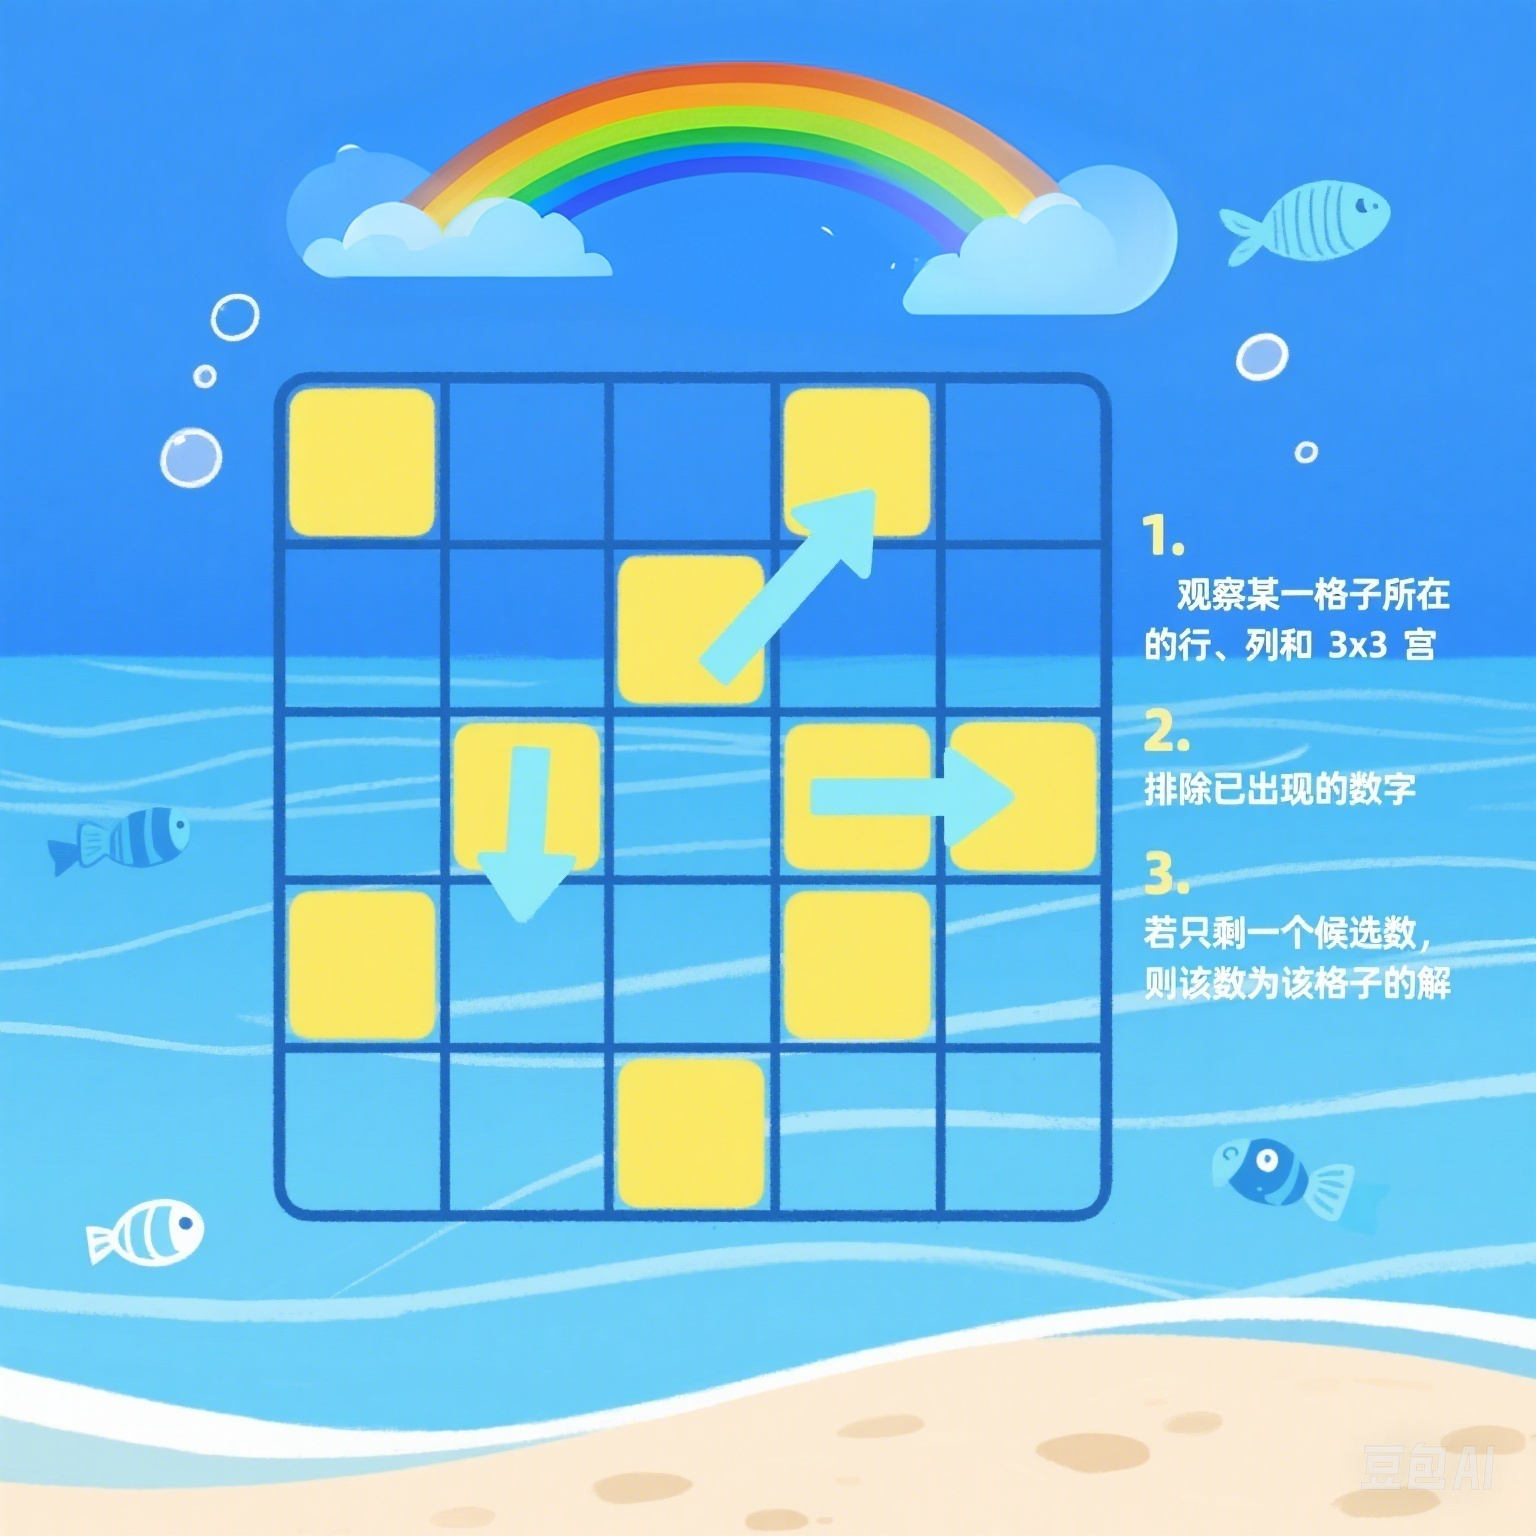 1.
观察某一格子所在
的行、列和 3x3 宫
2.
排除已出现的数字
3.
若只剩一个候选数，
则该数为该格子的解
豆包AI